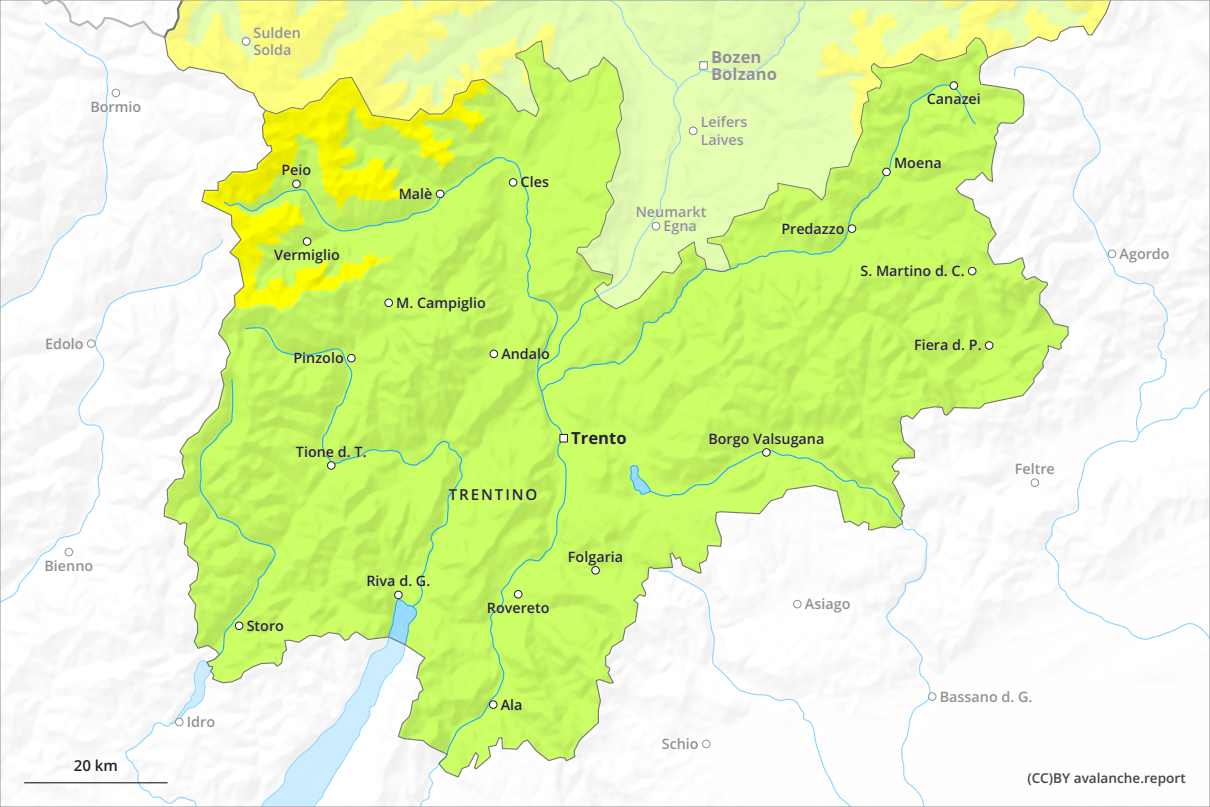 Sulden
Solda
Bozen
Bolzano
Bormio
Canazei
Leifers
Laives
Moena
Peio
Malè
Cles
Neumarkt
Egna
Predazzo
Vermiglio
Agordo
S. Martino d. C.
M. Campiglio
Edolo
Pinzolo
Andalo
Fiera d. P.
Trento
Borgo Valsugana
Tione d. T.
Feltre
TRENTINO
Folgaria
Bienno
Riva d. G.
Rovereto
Asiago
Storo
Bassano d. G.
Ala
Idro
Schio
20 km
(CC)BY avalanche.report